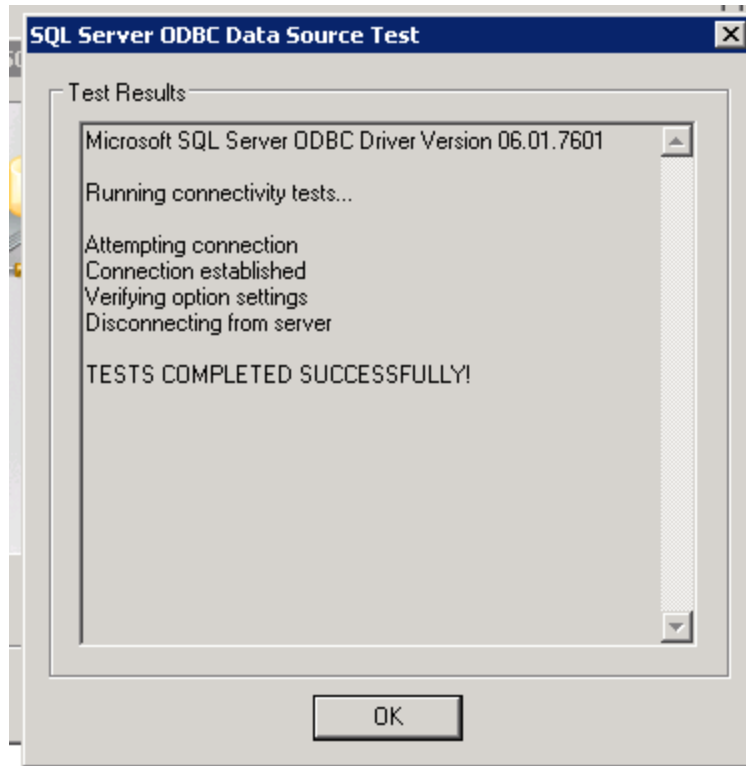 SQL Server ODBC Data Source Test
Test Results
Microsoft SQL Server ODBC Driver Version 06.01.7601
Running connectivity tests...
Attempting connection
Connection established
Verifying option settings
Disconnecting from server
TESTS COMPLETED SUCCESSFULLY!
OK